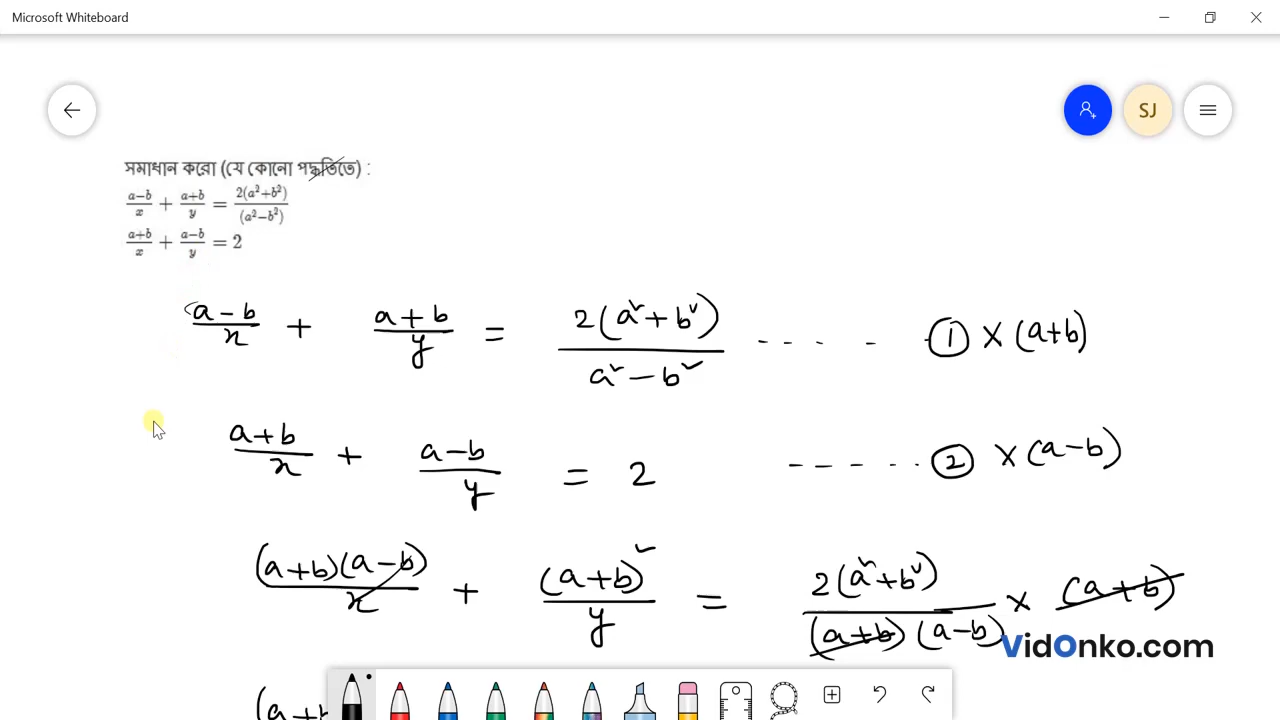 Microsoft Whiteboard
SJ
সমাধান করো (যে কোনো পদ্ধতিতে) :
(a−b)/x + (a+b)/y = 2(a²+b²)/(a²−b²)
(a+b)/x + (a−b)/y = 2
(a−b)/x + (a+b)/y = 2(a²+b²)/(a²−b²) ..... ① × (a+b)
(a+b)/x + (a−b)/y = 2 ....... ② × (a−b)
(a+b)(a−b)/x + (a+b)²/y = 2(a²+b²)/((a+b)(a−b)) × (a+b)
VidOnko.com